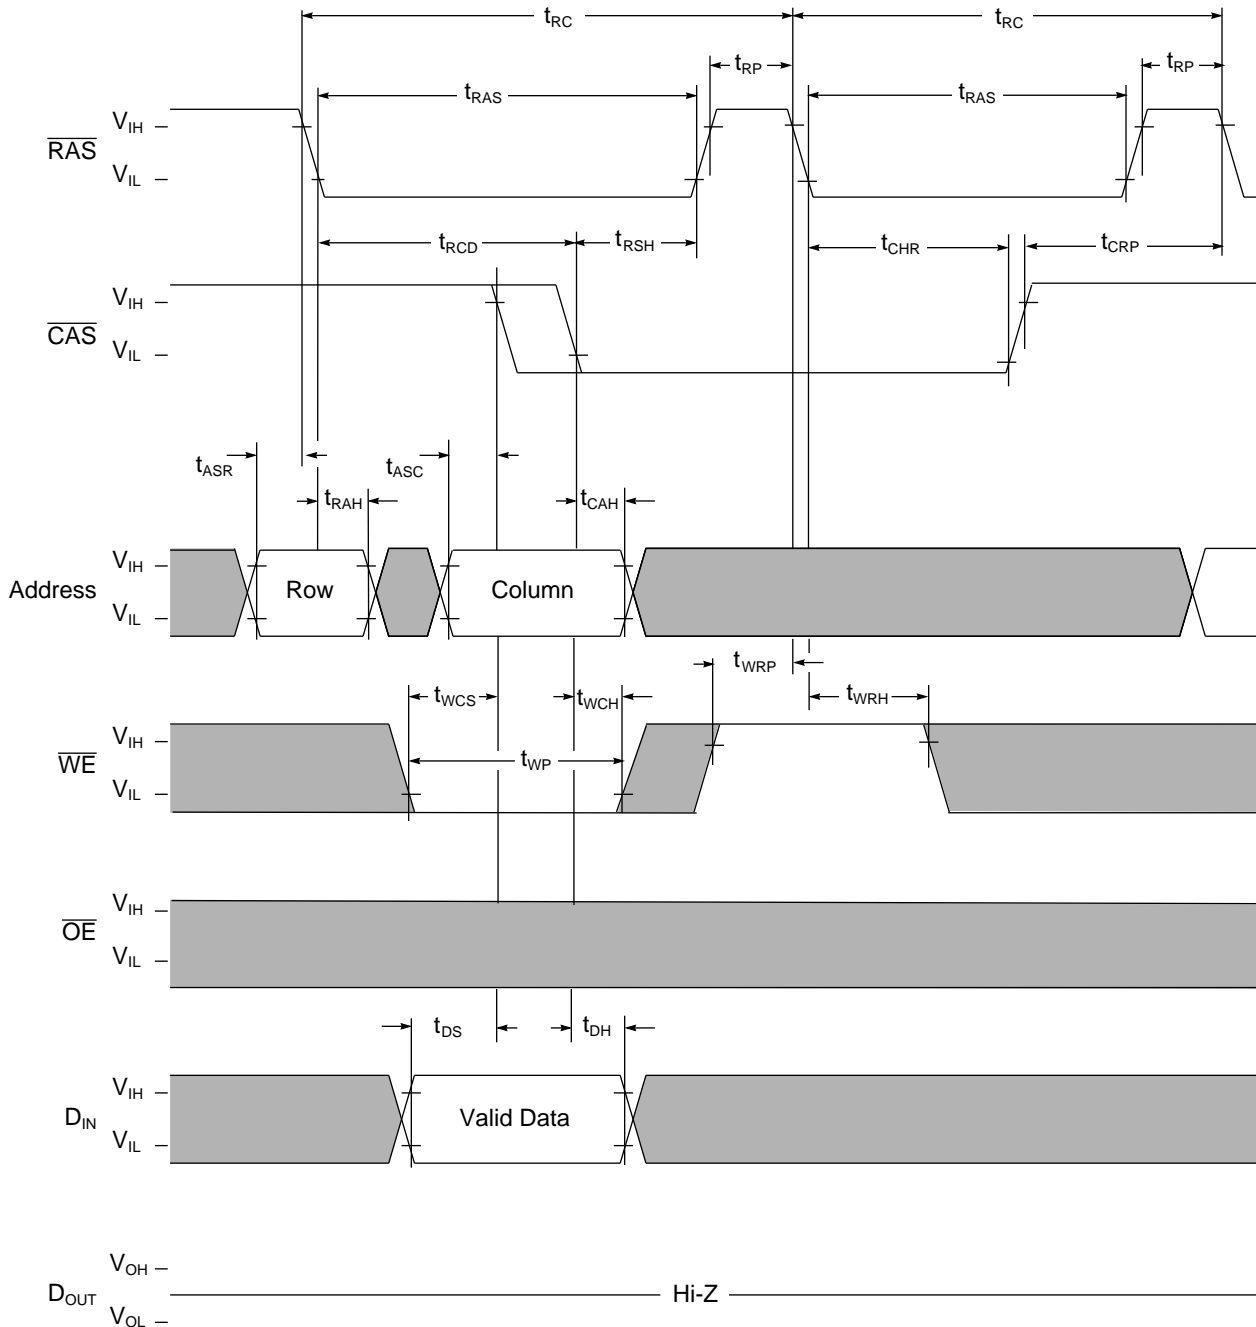 tRC tRC
tRP tRP
tRAS tRAS
VIH
RAS
VIL
tRCD tRSH tCHR tCRP
VIH
CAS
VIL
tASR tASC
tRAH tCAH
VIH
Address Row Column
VIL
tWRP
tWCS tWCH tWRH
VIH
WE tWP
VIL
VIH
OE
VIL
tDS tDH
VIH
DIN Valid Data
VIL
VOH
DOUT Hi-Z
VOL